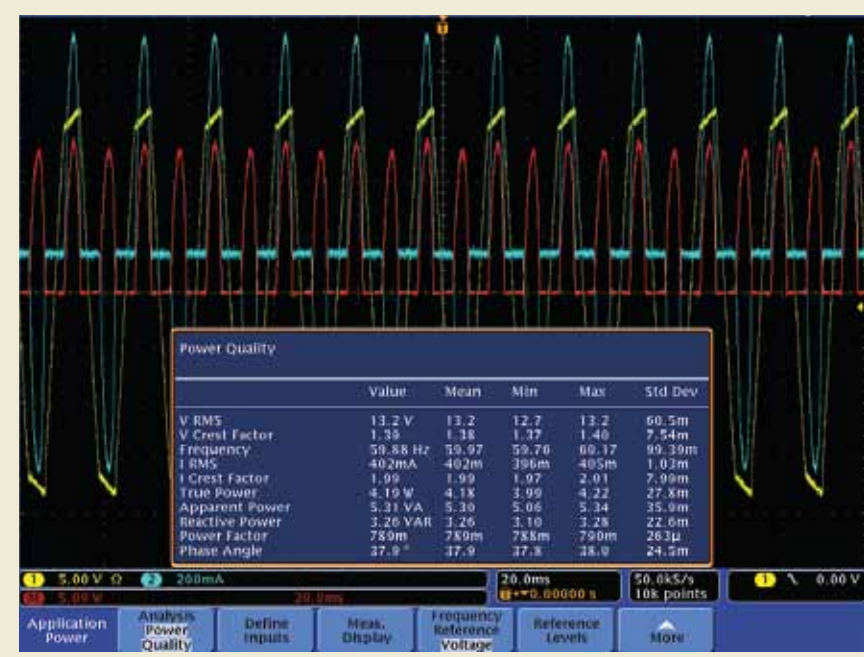 Power Quality
Value Mean Min Max Std Dev
V RMS 13.2 V 13.2 12.7 13.2 60.5m
V Crest Factor 1.39 1.38 1.37 1.40 7.54m
Frequency 59.88 Hz 59.97 59.76 60.17 99.39m
I RMS 402mA 402m 396m 405m 1.03m
I Crest Factor 1.99 1.99 1.97 2.01 7.99m
True Power 4.19 W 4.18 3.99 4.22 27.8m
Apparent Power 5.31 VA 5.30 5.06 5.34 35.9m
Reactive Power 3.26 VAR 3.26 3.10 3.28 22.6m
Power Factor 789m 789m 788m 790m 263µ
Phase Angle 37.9 ° 37.9 37.8 38.0 24.5m
1 5.00 V Ω 2 200mA 20.0ms 50.0kS/s 1 0.00 V
5.00 W 20.0ms 0.00000 s 10k points
Application Power
Analysis Power Quality
Define Inputs
Meas. Display
Frequency Reference Voltage
Reference Levels
More